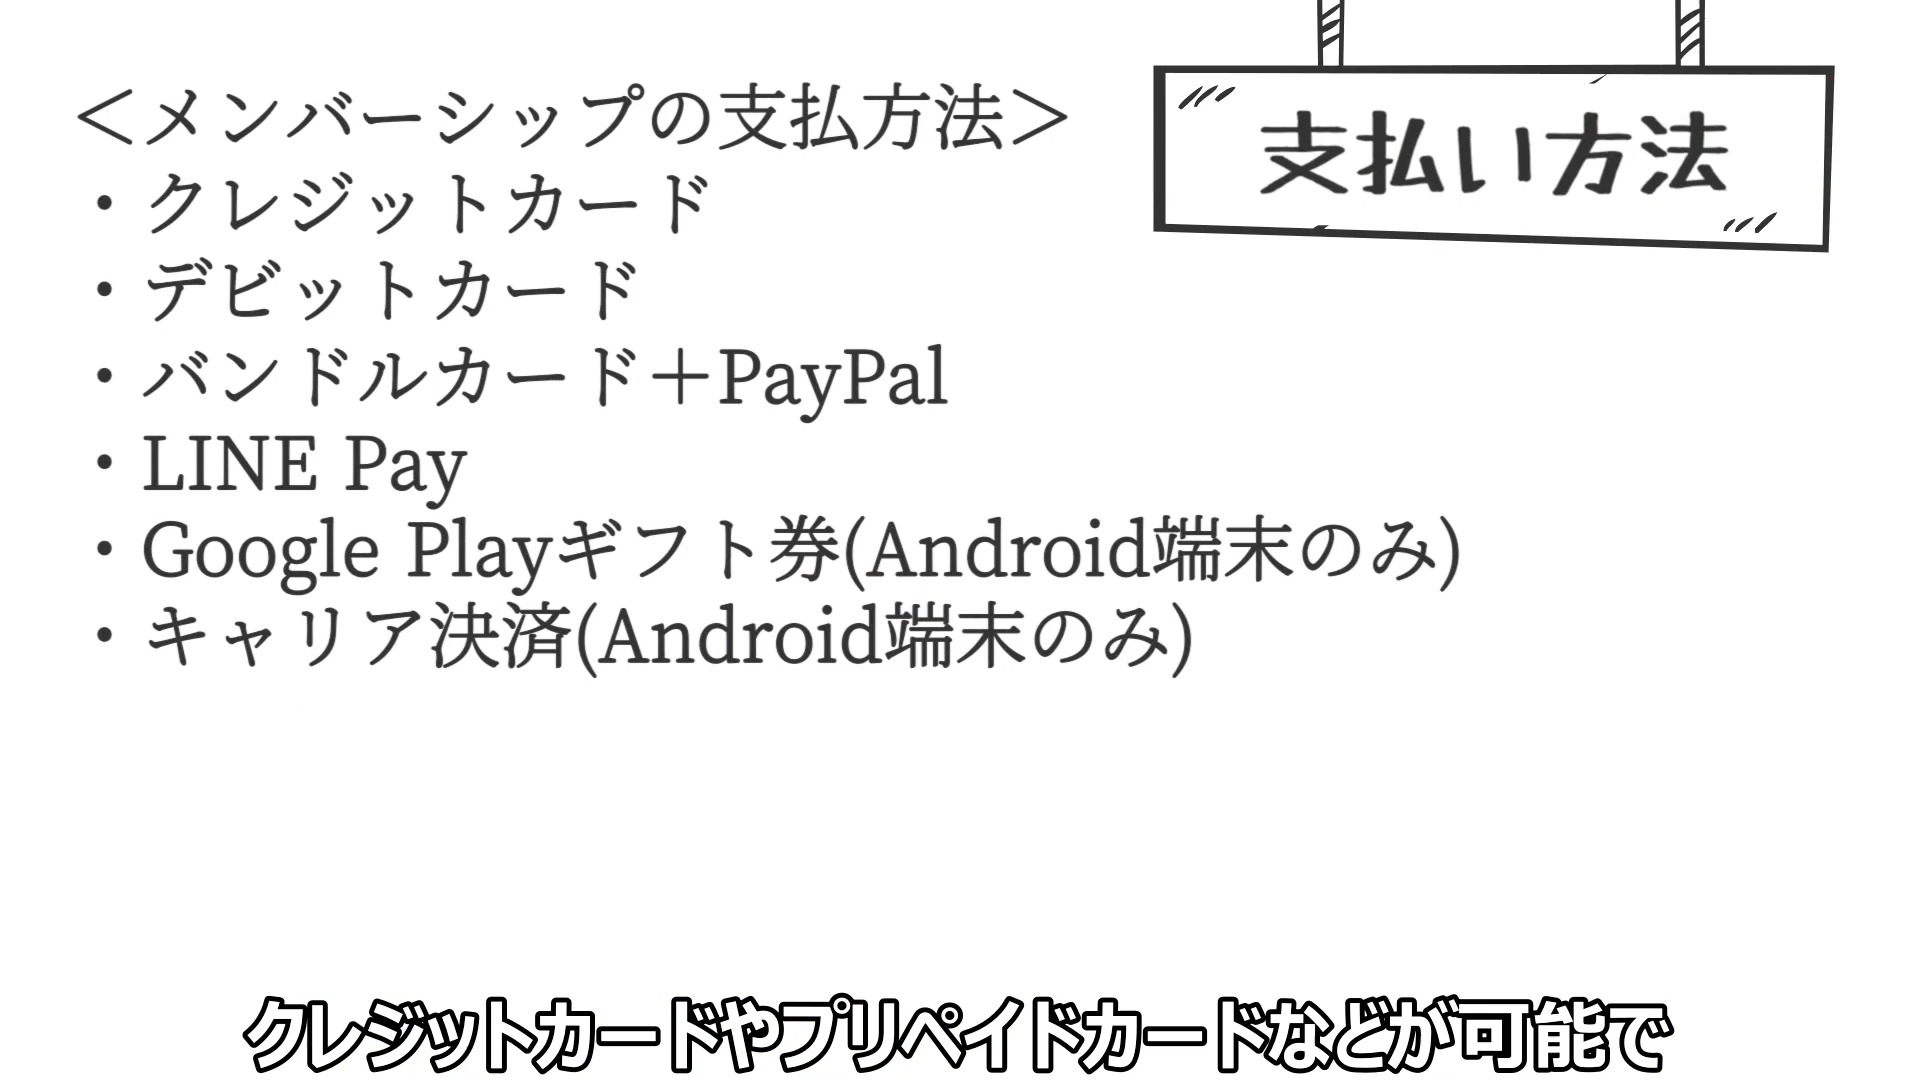 ＜メンバーシップの支払方法＞
支払い方法
・クレジットカード
・デビットカード
・バンドルカード＋PayPal
・LINE Pay
・Google Playギフト券(Android端末のみ)
・キャリア決済(Android端末のみ)
クレジットカードやプリペイドカードなどが可能で